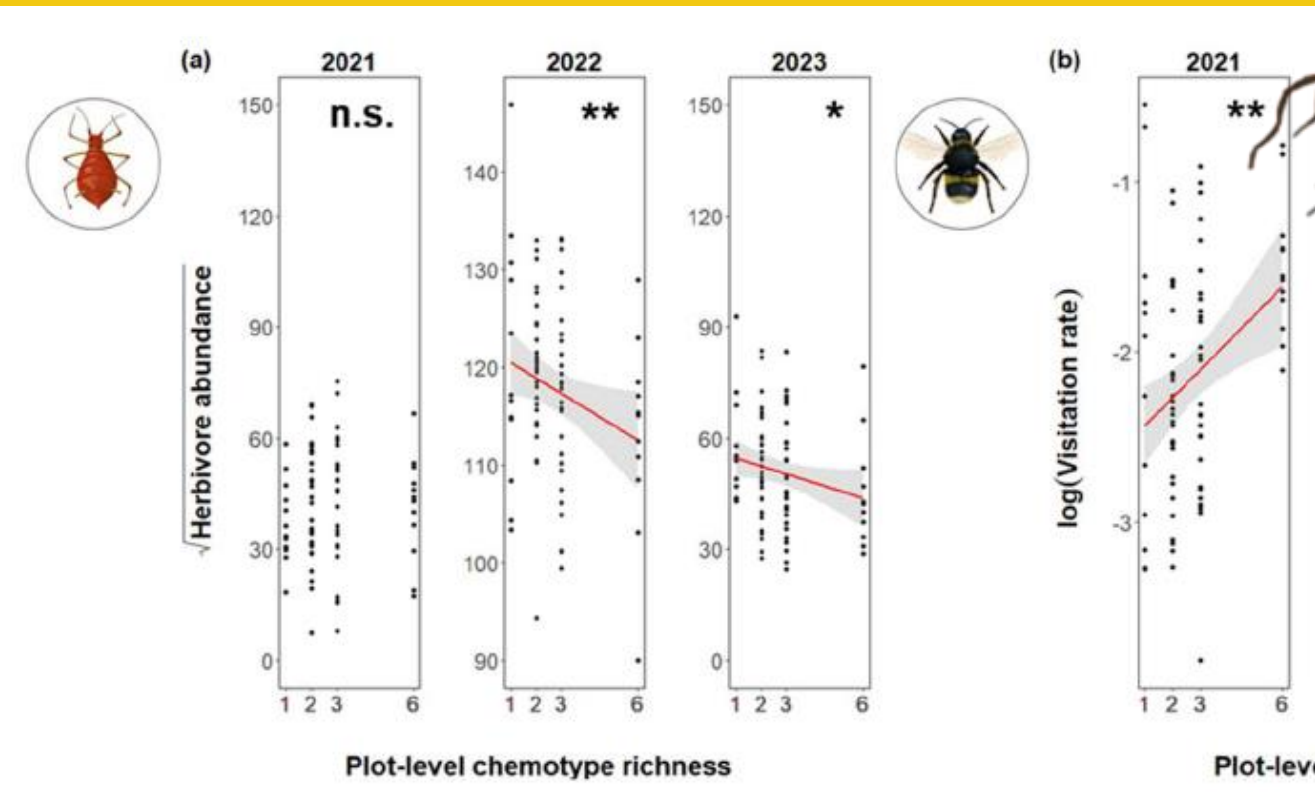 (a)
2021
2022
2023
n.s.
**
*
150
120
90
60
30
0
140
130
120
110
100
90
150
120
90
60
30
0
√Herbivore abundance
1 2 3 6
1 2 3 6
1 2 3 6
Plot-level chemotype richness
(b)
2021
**
-1
-2
-3
log(Visitation rate)
1 2 3 6
Plot-leve